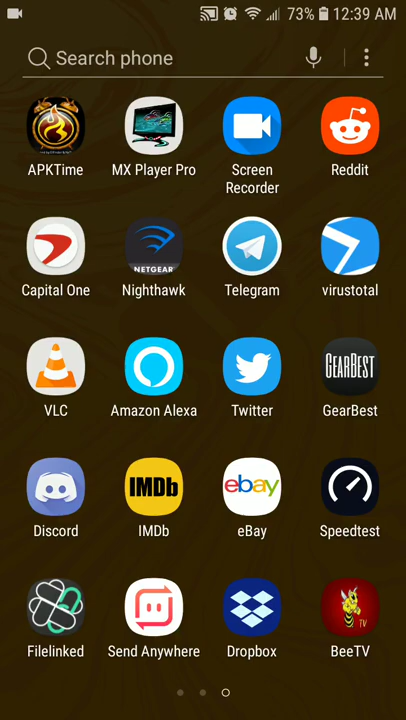 73% 12:39 AM
Search phone
APKTime MX Player Pro Screen Recorder Reddit
NETGEAR
Capital One Nighthawk Telegram virustotal
GEARBEST
VLC Amazon Alexa Twitter GearBest
IMDb ebay
Discord IMDb eBay Speedtest
TV
Filelinked Send Anywhere Dropbox BeeTV